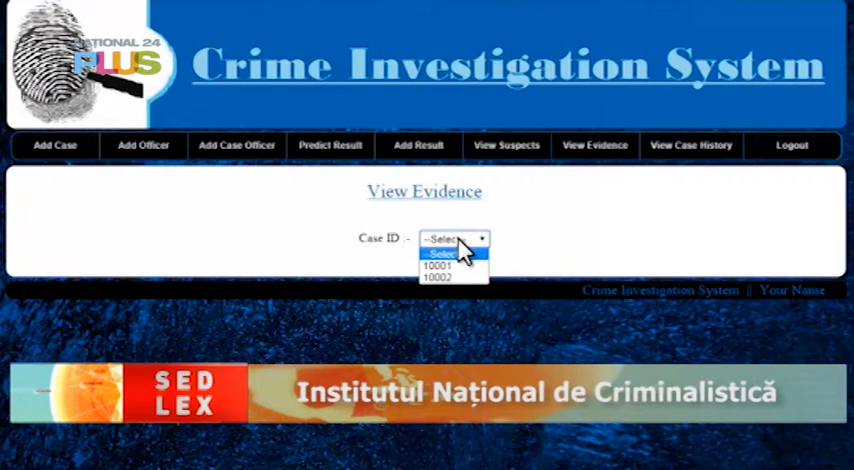 NATIONAL 24
PLUS
Crime Investigation System
Add Case
Add Officer
Add Case Officer
Predict Result
Add Result
View Suspects
View Evidence
View Case History
Logout
View Evidence
Case ID :- --Select--
--Select
10001
10002
Crime Investigation System || Your Name
SED
LEX
Institutul Național de Criminalistică